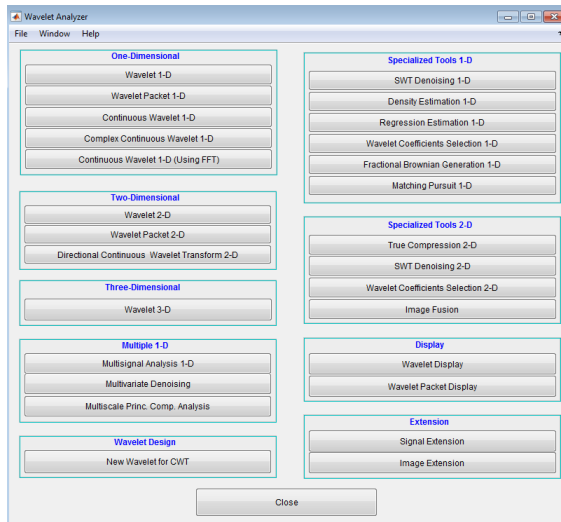 Wavelet Analyzer
File Window Help
One-Dimensional
Wavelet 1-D
Wavelet Packet 1-D
Continuous Wavelet 1-D
Complex Continuous Wavelet 1-D
Continuous Wavelet 1-D (Using FFT)
Two-Dimensional
Wavelet 2-D
Wavelet Packet 2-D
Directional Continuous Wavelet Transform 2-D
Three-Dimensional
Wavelet 3-D
Multiple 1-D
Multisignal Analysis 1-D
Multivariate Denoising
Multiscale Princ. Comp. Analysis
Wavelet Design
New Wavelet for CWT
Specialized Tools 1-D
SWT Denoising 1-D
Density Estimation 1-D
Regression Estimation 1-D
Wavelet Coefficients Selection 1-D
Fractional Brownian Generation 1-D
Matching Pursuit 1-D
Specialized Tools 2-D
True Compression 2-D
SWT Denoising 2-D
Wavelet Coefficients Selection 2-D
Image Fusion
Display
Wavelet Display
Wavelet Packet Display
Extension
Signal Extension
Image Extension
Close